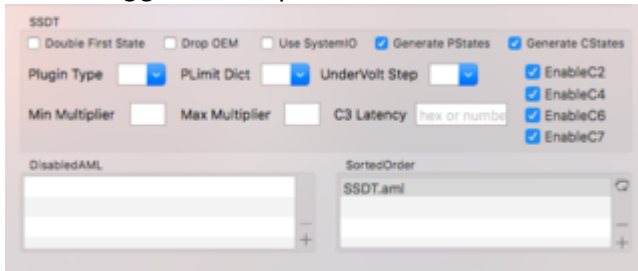 SSDT
Double First State Drop OEM Use SystemIO Generate PStates Generate CStates
Plugin Type PLimit Dict UnderVolt Step EnableC2
EnableC4
Min Multiplier Max Multiplier C3 Latency hex or numbe EnableC6
EnableC7
DisabledAML SortedOrder
SSDT.aml